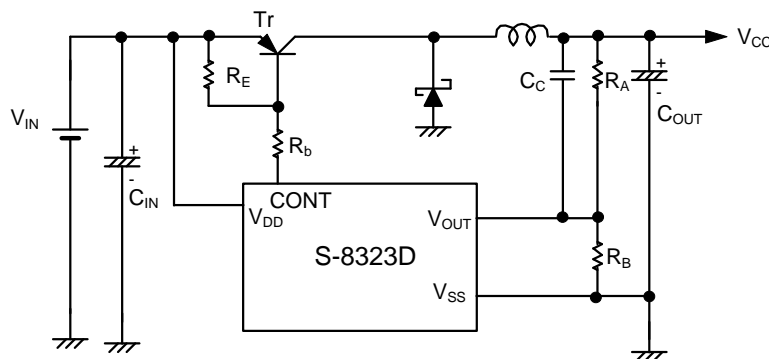 Tr
V_CC
R_E
C_C
R_A
+
-
C_OUT
V_IN
+
-
C_IN
R_b
CONT
V_DD
V_OUT
S-8323D
R_B
V_SS